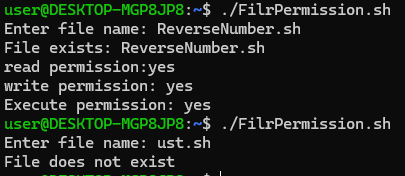 user@DESKTOP-MGP8JP8:~$ ./FilrPermission.sh
Enter file name: ReverseNumber.sh
File exists: ReverseNumber.sh
read permission:yes
write permission: yes
Execute permission: yes
user@DESKTOP-MGP8JP8:~$ ./FilrPermission.sh
Enter file name: ust.sh
File does not exist